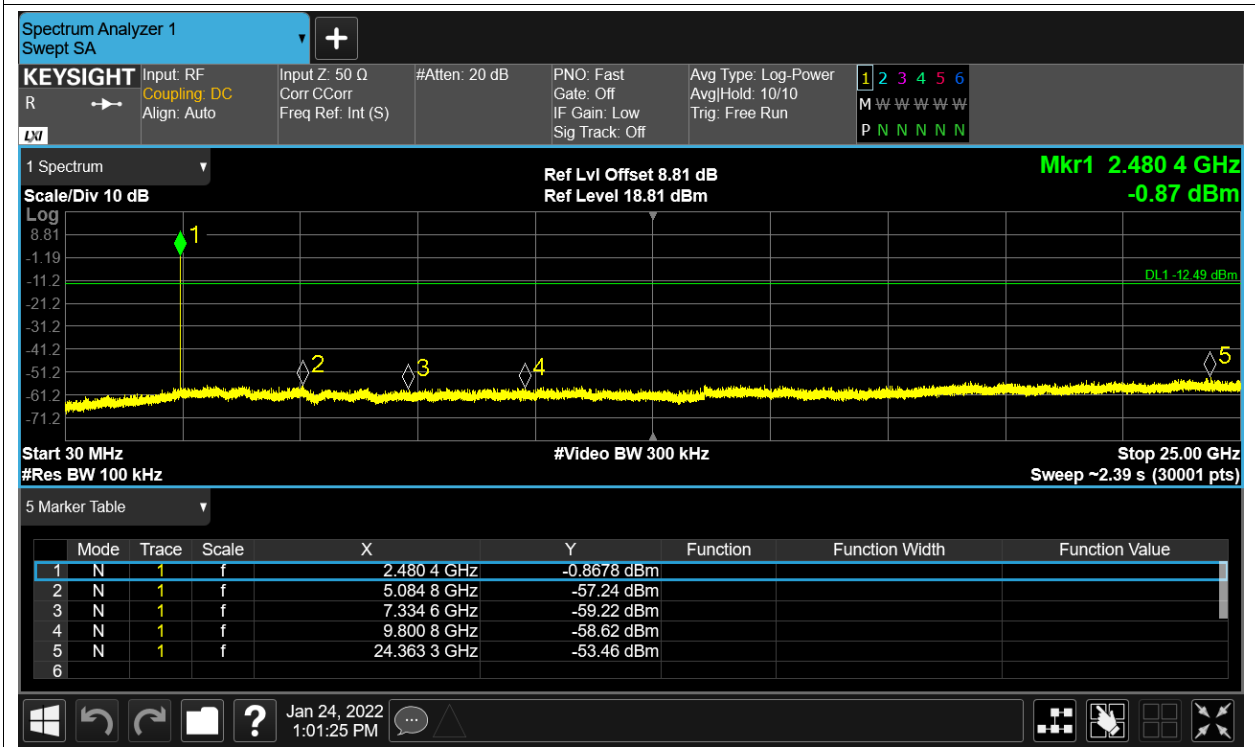 Spectrum Analyzer 1
Swept SA
+
KEYSIGHT Input: RF Input Z: 50 Ω #Atten: 20 dB PNO: Fast Avg Type: Log-Power 1 2 3 4 5 6
R Coupling: DC Corr CCorr Gate: Off Avg|Hold: 10/10 M W W W W W
Align: Auto Freq Ref: Int (S) IF Gain: Low Trig: Free Run
LXI Sig Track: Off P N N N N N
1 Spectrum Ref Lvl Offset 8.81 dB Mkr1 2.480 4 GHz
Scale/Div 10 dB Ref Level 18.81 dBm -0.87 dBm
Log
8.81 1
-1.19
-11.2 DL1 -12.49 dBm
-21.2
-31.2
-41.2
-51.2 2 3 4 5
-61.2
-71.2
Start 30 MHz #Video BW 300 kHz Stop 25.00 GHz
#Res BW 100 kHz Sweep ~2.39 s (30001 pts)
5 Marker Table
Mode Trace Scale X Y Function Function Width Function Value
1 N 1 f 2.480 4 GHz -0.8678 dBm
2 N 1 f 5.084 8 GHz -57.24 dBm
3 N 1 f 7.334 6 GHz -59.22 dBm
4 N 1 f 9.800 8 GHz -58.62 dBm
5 N 1 f 24.363 3 GHz -53.46 dBm
6
? Jan 24, 2022
1:01:25 PM